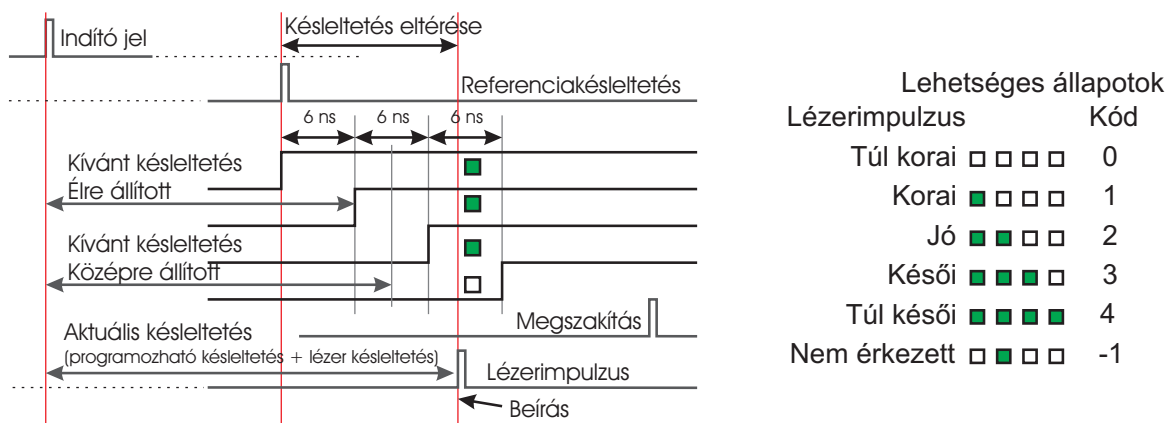 Indító jel
Késleltetés eltérése
Referenciakésleltetés
6 ns 6 ns 6 ns
Kívánt késleltetés
Élre állított
Kívánt késleltetés
Középre állított
Megszakítás
Aktuális késleltetés
(programozható késleltetés + lézer késleltetés)
Lézerimpulzus
Beírás
Lehetséges állapotok
Lézerimpulzus Kód
Túl korai 0
Korai 1
Jó 2
Késői 3
Túl késői 4
Nem érkezett -1